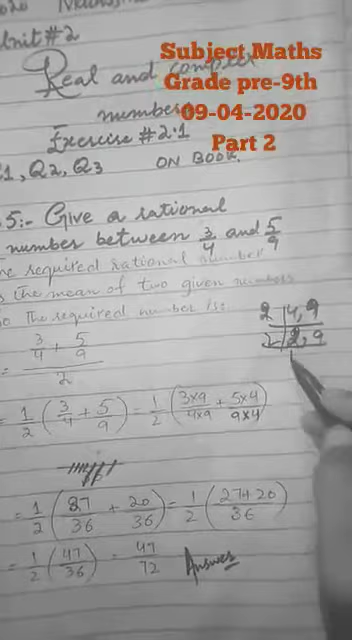 Unit #2
Subject Maths
Grade pre-9th
09-04-2020
Part 2
Real and complex
numbers
Exercise #2.1
Q1, Q2, Q3 ON BOOK.
5:- Give a rational
number between 3/4 and 5/9
The required rational number
is the mean of two given numbers
So the required number is:
= (3/4 + 5/9)/2
2 | 4, 9
2 | 2, 9
= 1/2 (3/4 + 5/9) = 1/2 (3×9/4×9 + 5×4/9×4)
= 1/2 (27/36 + 20/36) = 1/2 (27+20/36)
= 1/2 (47/36) = 47/72 Answer